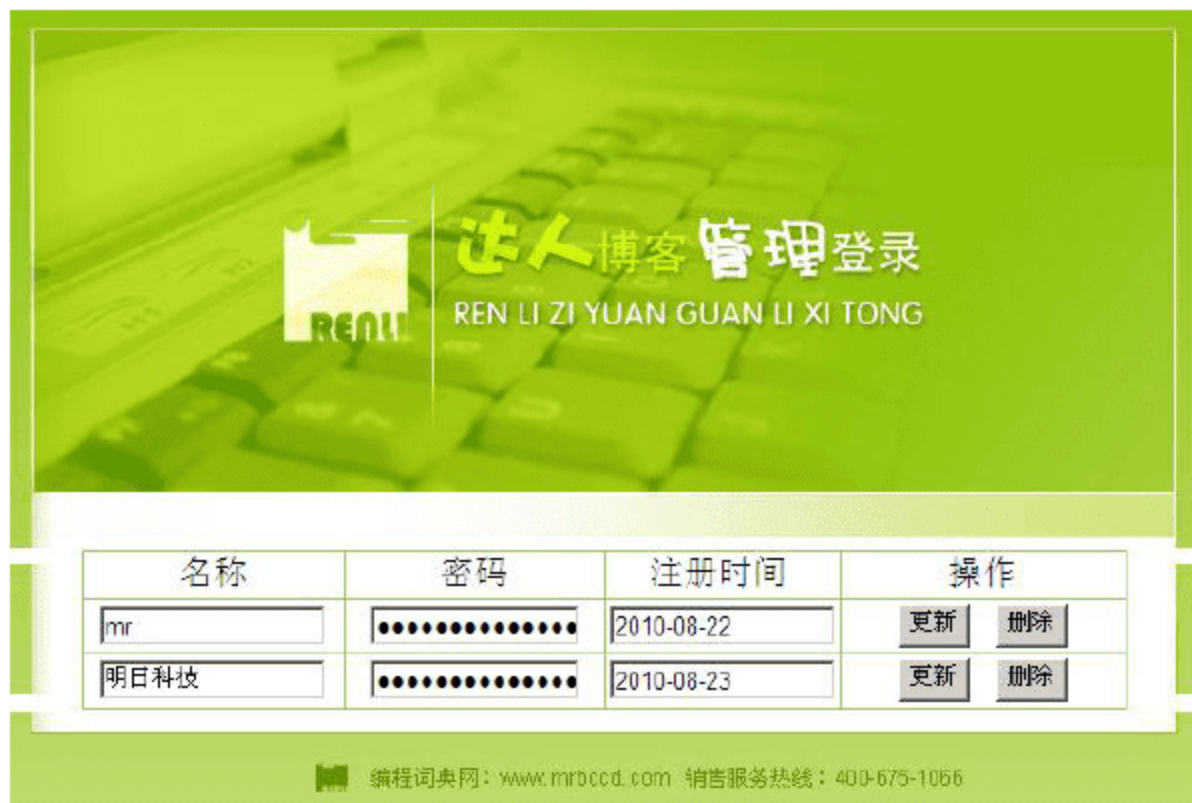 达人博客管理登录
RENLI
REN LI ZI YUAN GUAN LI XI TONG
名称 密码 注册时间 操作
mr •••••••••••••• 2010-08-22 更新 删除
明日科技 •••••••••••••• 2010-08-23 更新 删除
编程词典网：www.mrbccd.com 销售服务热线：400-675-1066